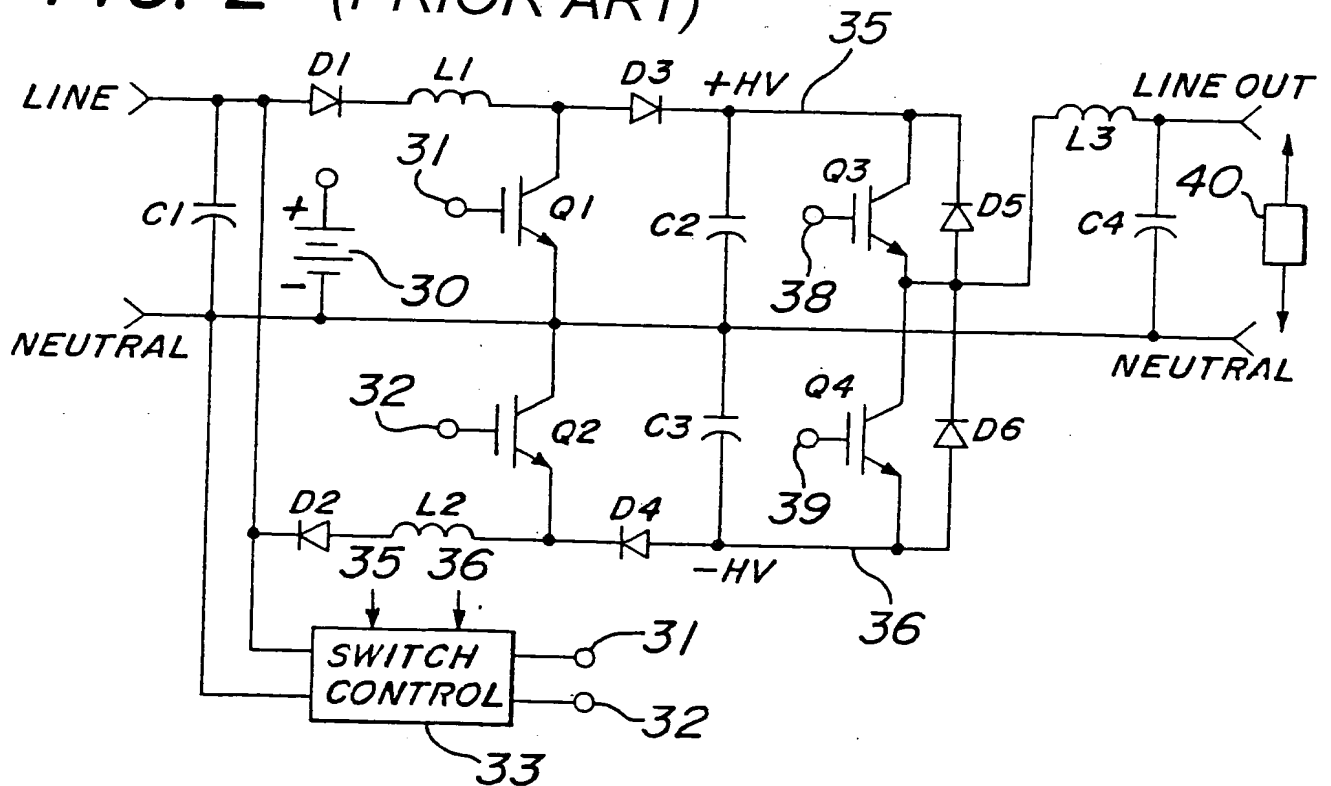 FIG. 2 (PRIOR ART)
35
D1 L1 D3 +HV
LINE LINE OUT
L3
31 Q3 40
C1 + Q1 C2 D5 C4
- 30 38
NEUTRAL NEUTRAL
32 Q4
Q2 C3 D6
39
D2 L2 D4
35 36 -HV
36
SWITCH CONTROL 31
32
33